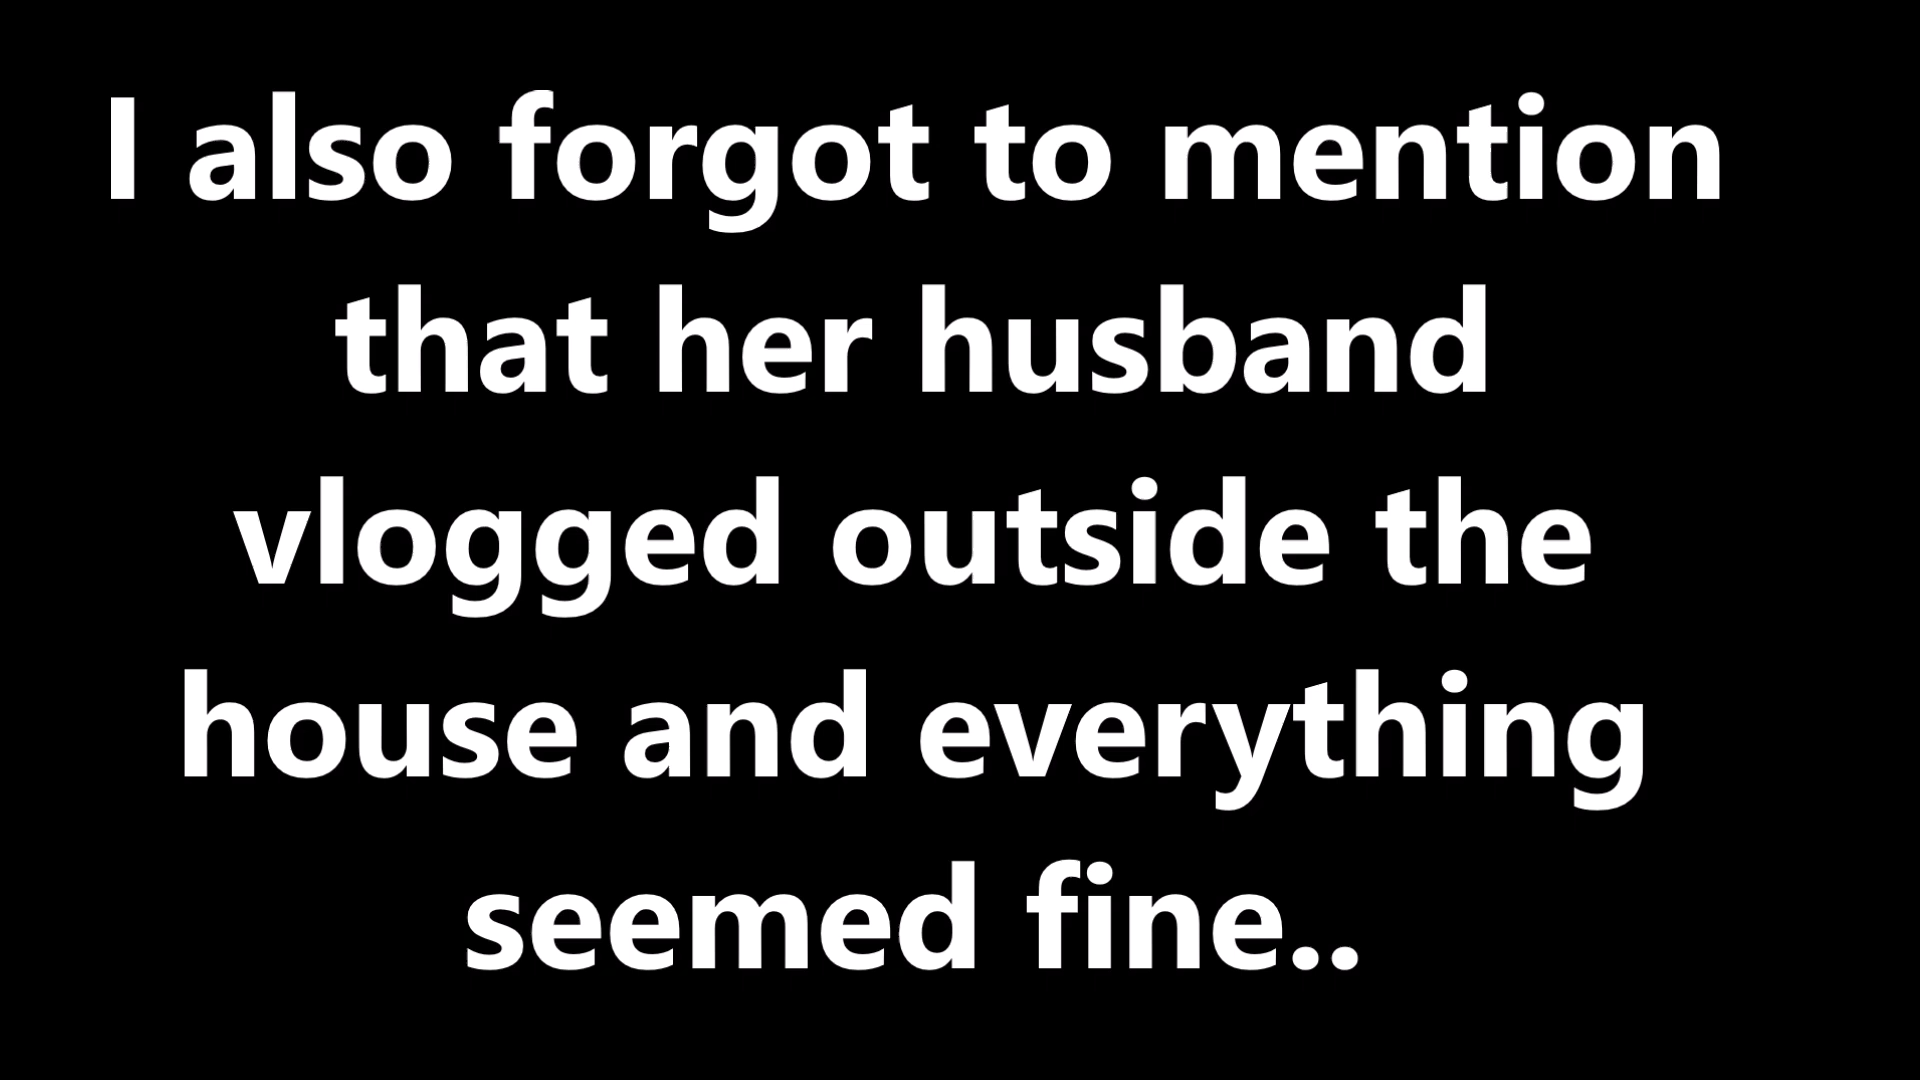 I also forgot to mention
that her husband
vlogged outside the
house and everything
seemed fine..